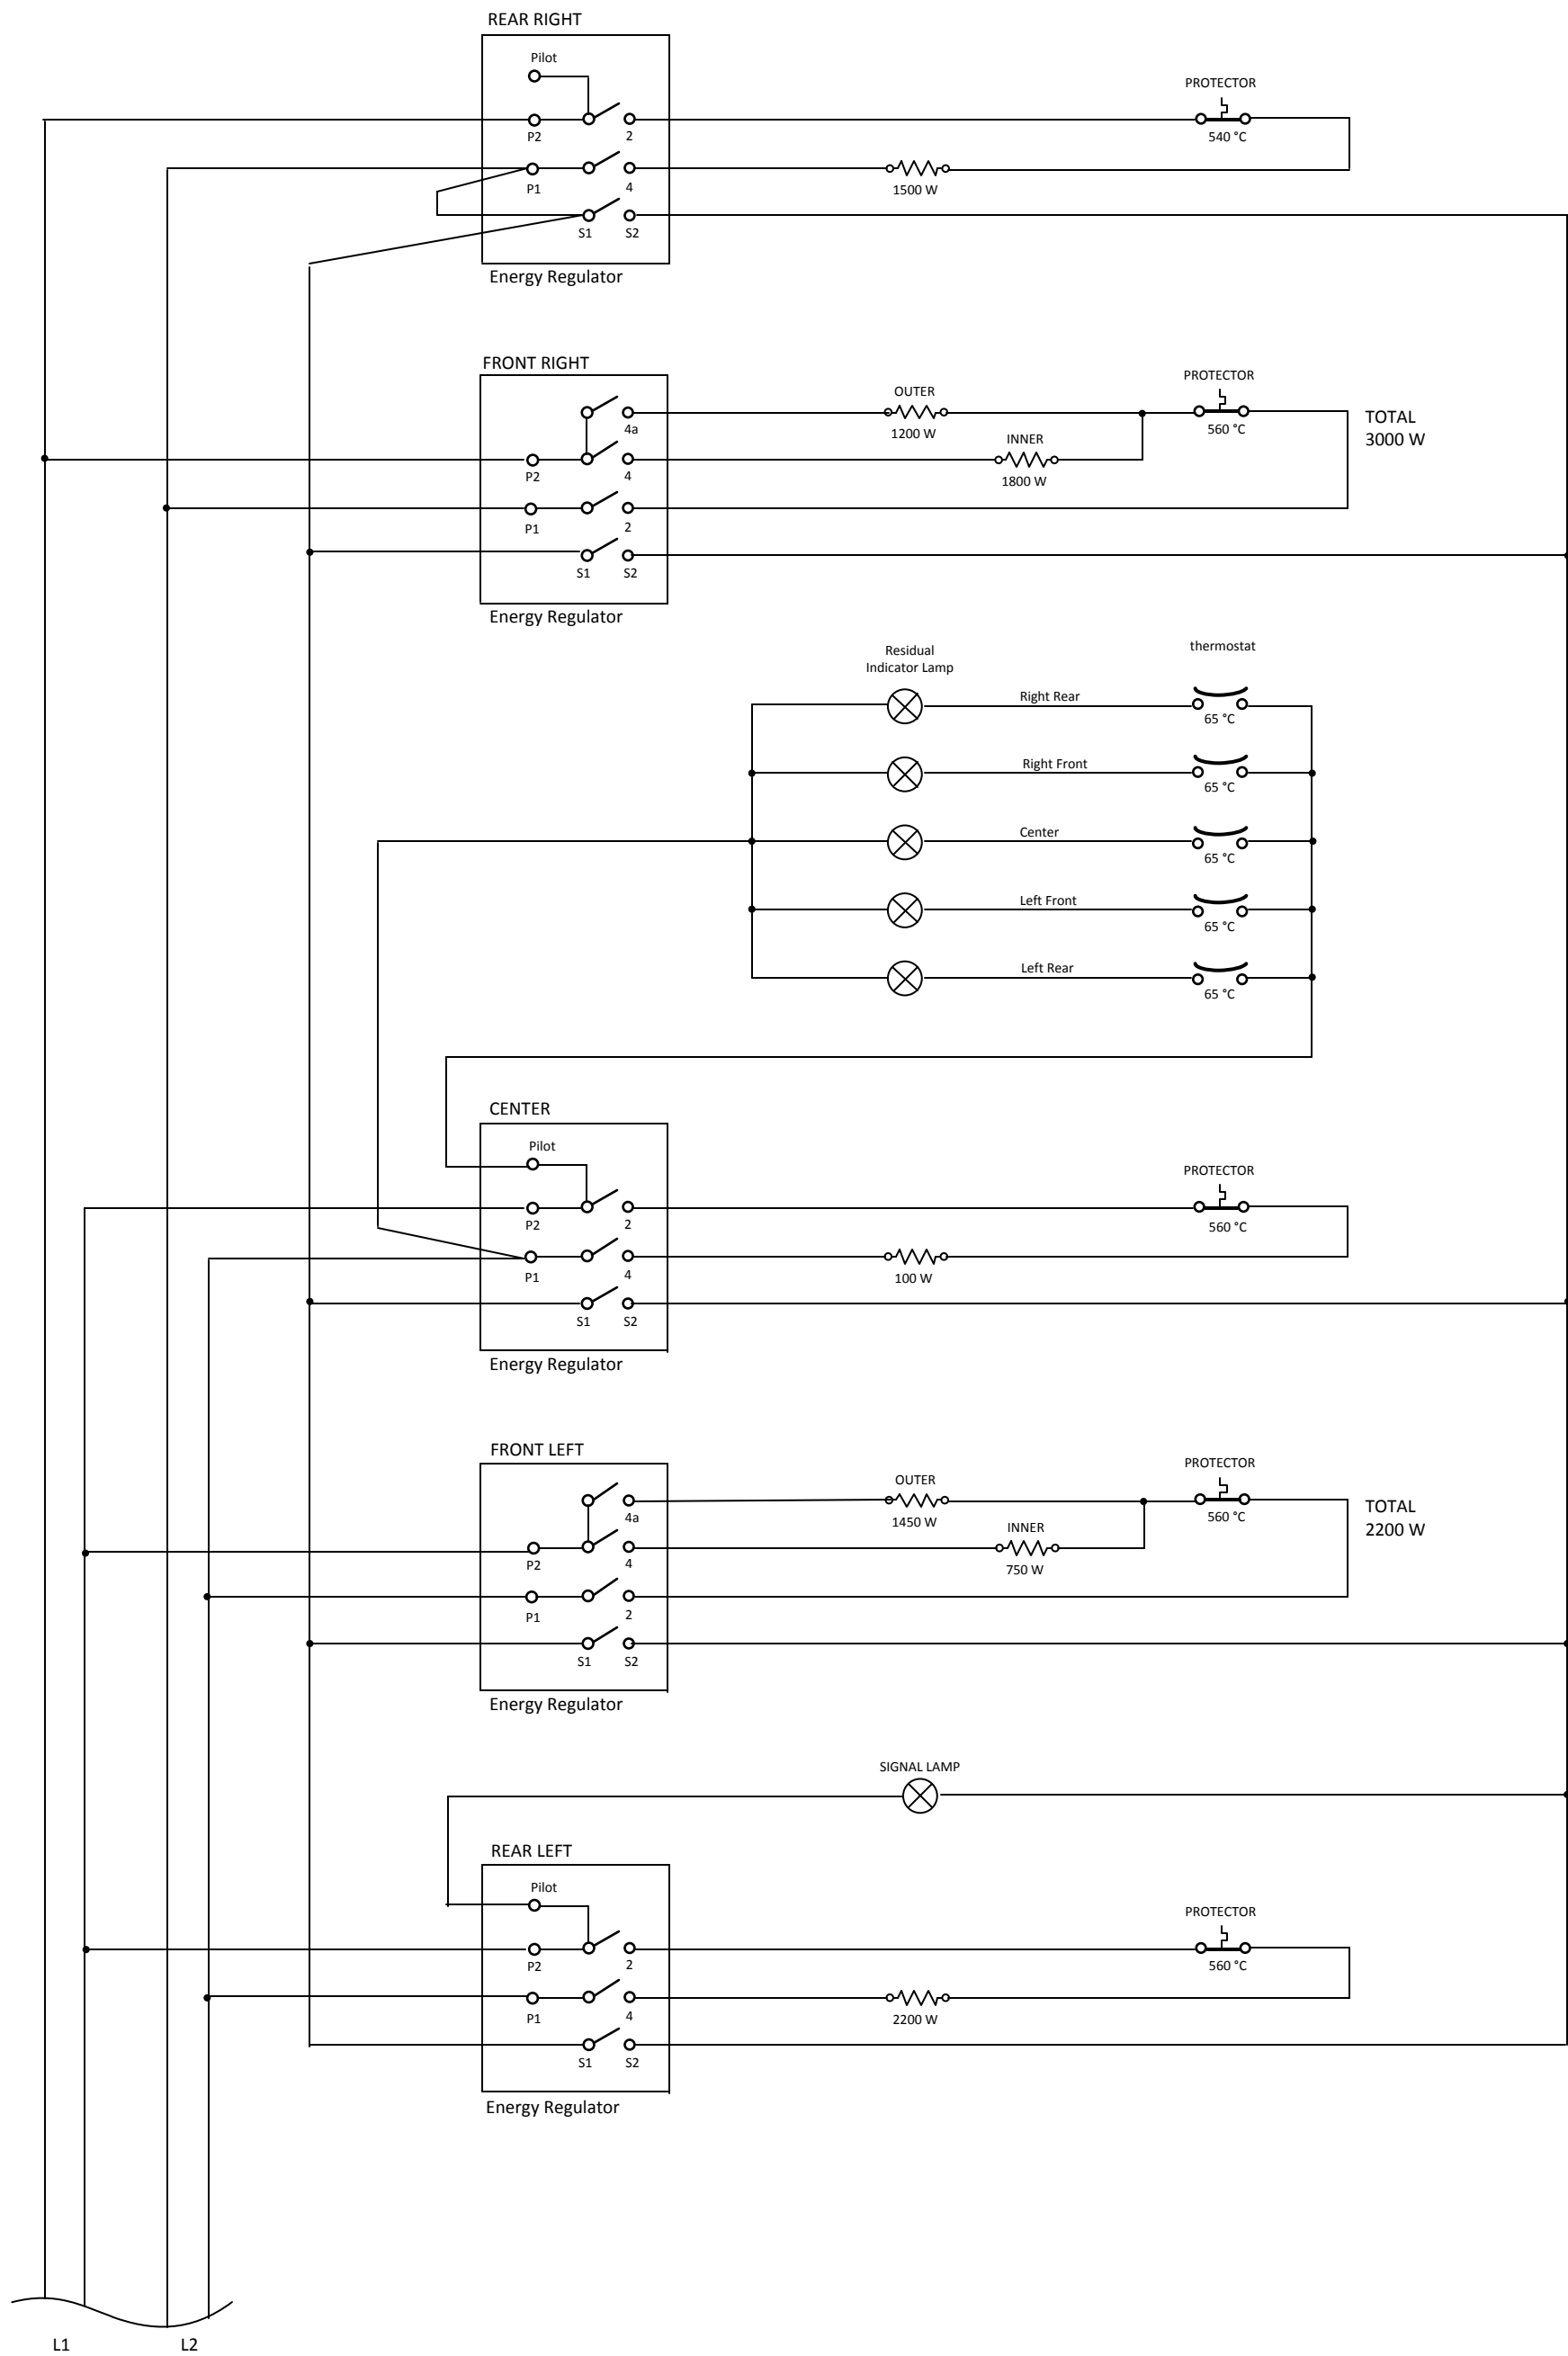 REAR RIGHT
Pilot
PROTECTOR
P2
2
540 °C
P1
4
1500 W
S1
S2
Energy Regulator
FRONT RIGHT
PROTECTOR
OUTER
4a
1200 W
560 °C
TOTAL
3000 W
INNER
P2
4
1800 W
P1
2
S1
S2
Energy Regulator
Residual
Indicator Lamp
thermostat
Right Rear
65 °C
Right Front
65 °C
Center
65 °C
Left Front
65 °C
Left Rear
65 °C
CENTER
Pilot
PROTECTOR
P2
2
560 °C
P1
4
100 W
S1
S2
Energy Regulator
FRONT LEFT
PROTECTOR
OUTER
4a
1450 W
560 °C
TOTAL
2200 W
INNER
P2
4
750 W
P1
2
S1
S2
Energy Regulator
SIGNAL LAMP
REAR LEFT
Pilot
PROTECTOR
P2
2
560 °C
P1
4
2200 W
S1
S2
Energy Regulator
L1
L2